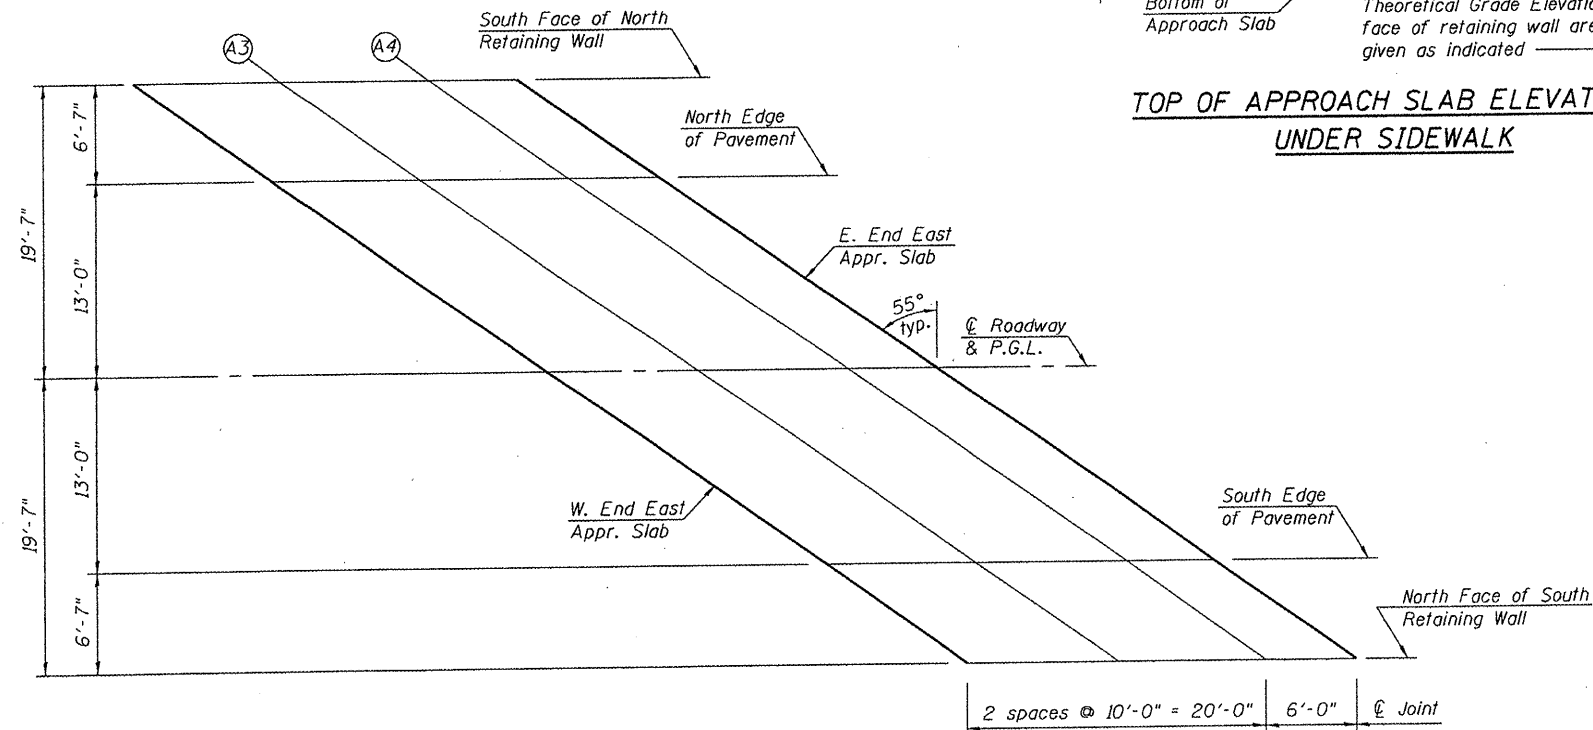 South Face of North
Retaining Wall
A3
A4
Bottom of
Approach Slab
Theoretical Grade
face of retaining wall are
given as indicated
TOP OF APPROACH SLAB
UNDER SIDEWALK
North Edge
of Pavement
6'-7"
19'-7"
13'-0"
E. End East
Appr. Slab
55°
typ.
℄ Roadway
& P.G.L.
13'-0"
19'-7"
W. End East
Appr. Slab
South Edge
of Pavement
6'-7"
North Face of South
Retaining Wall
2 spaces @ 10'-0" = 20'-0"
6'-0"
℄ Joint